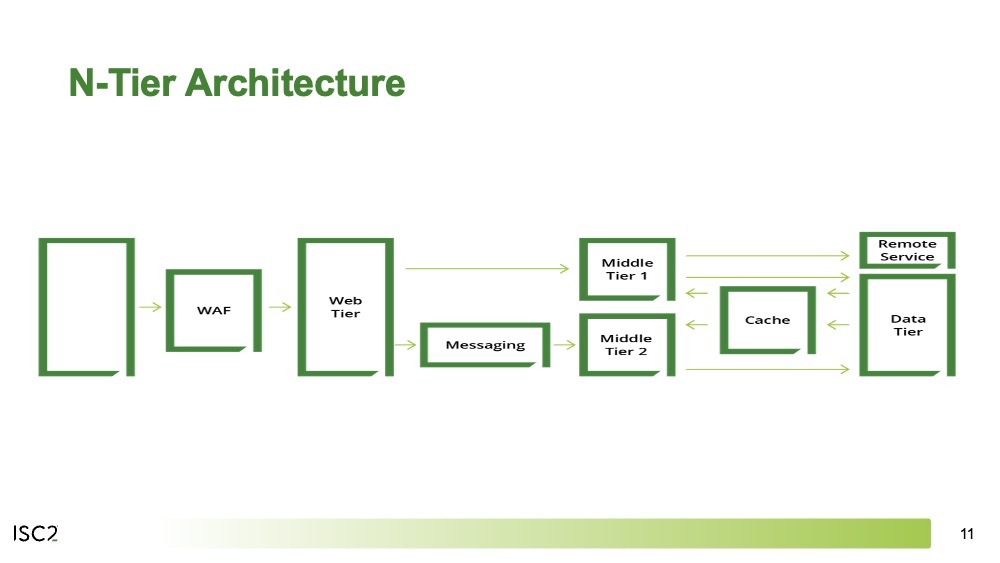 N-Tier Architecture
WAF
Web
Tier
Messaging
Middle
Tier 1
Middle
Tier 2
Cache
Remote
Service
Data
Tier
ISC2
11